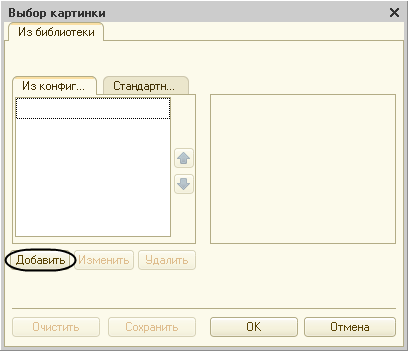 Выбор картинки
Из библиотеки
Из конфиг... Стандартн...
Добавить Изменить Удалить
Очистить Сохранить OK Отмена